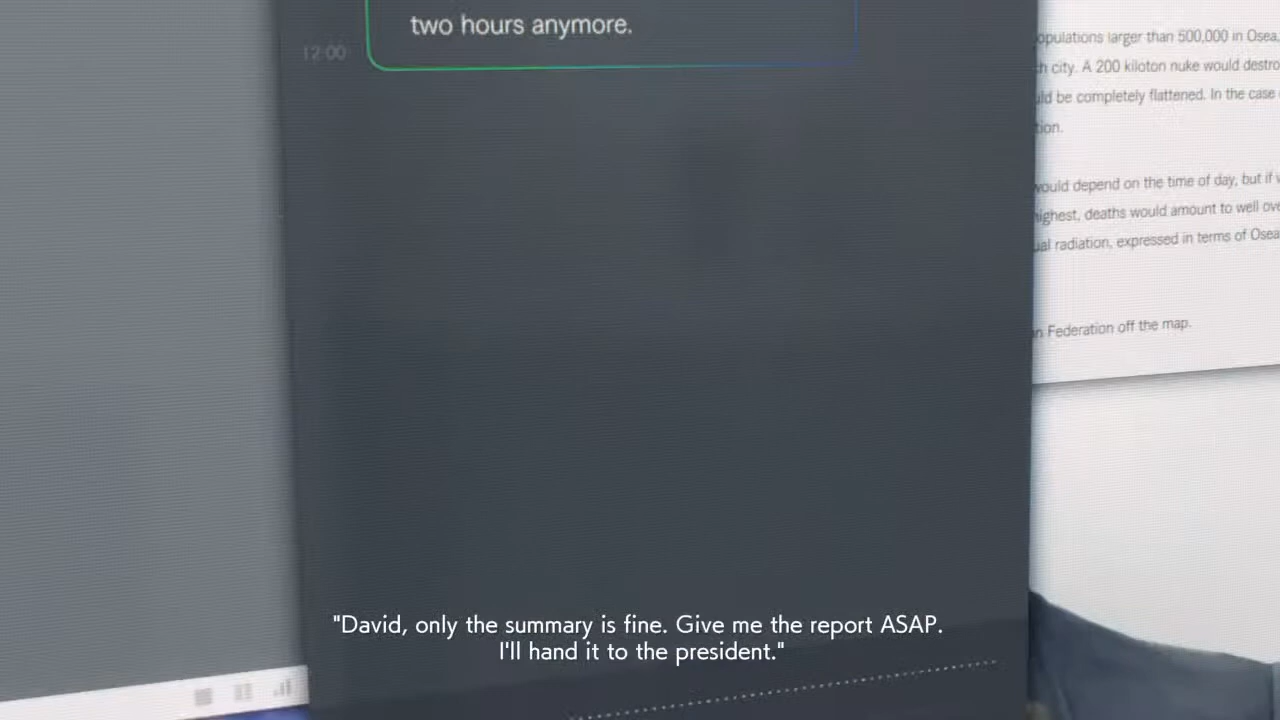 two hours anymore.
12:00
opulations larger than 500,000 in Osea,
h city. A 200 kiloton nuke would destro
uld be completely flattened. In the case
tion.
would depend on the time of day, but if
highest, deaths would amount to well ove
ual radiation, expressed in terms of Osea
n Federation off the map.
"David, only the summary is fine. Give me the report ASAP.
I'll hand it to the president."